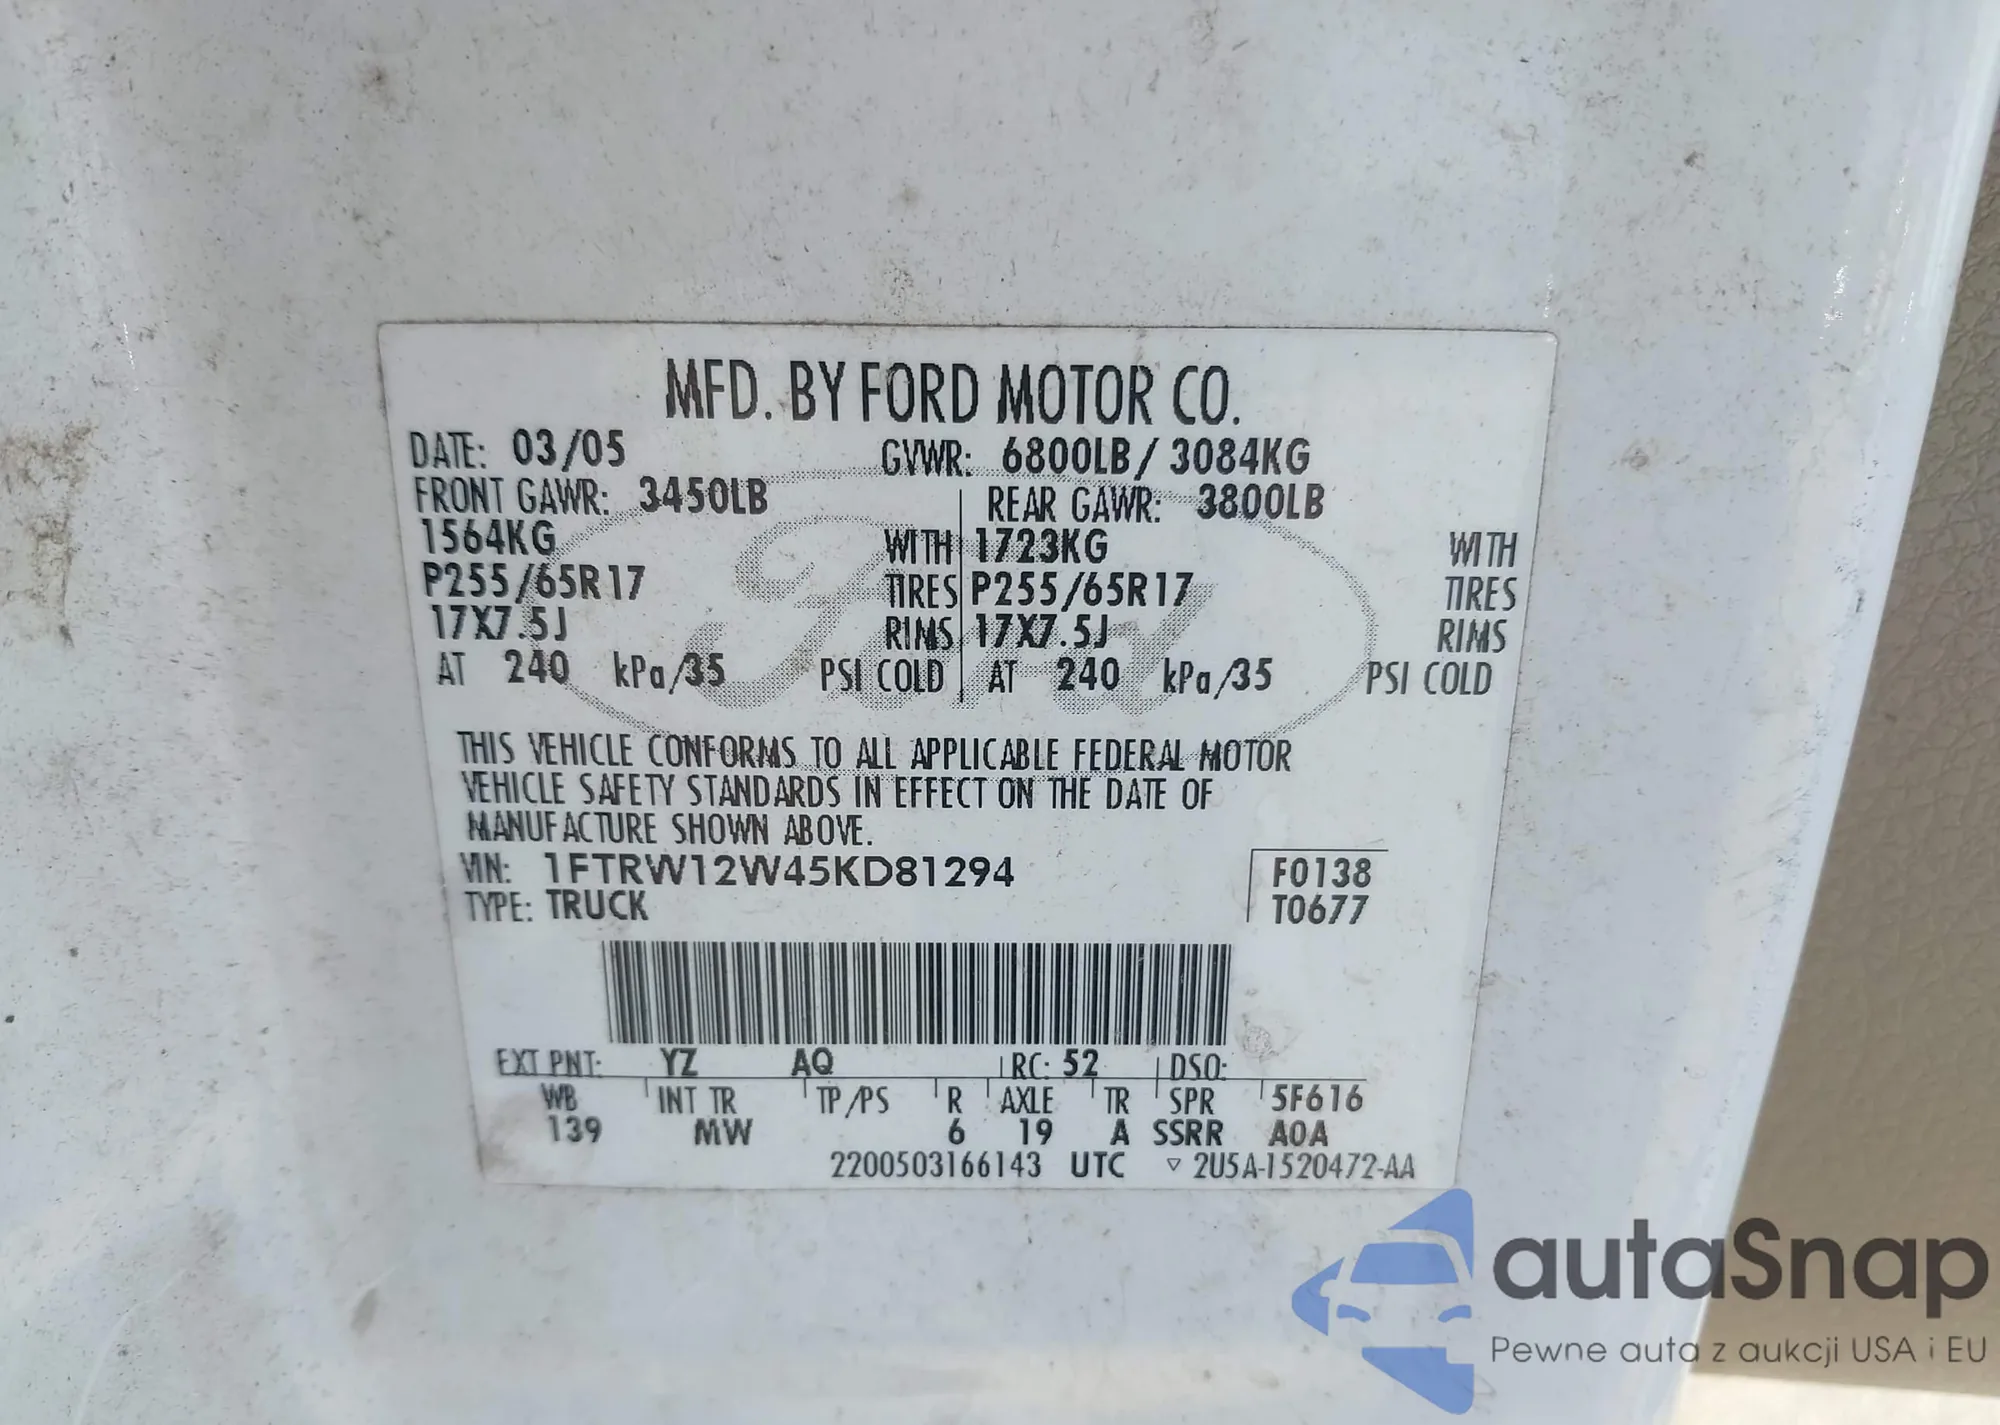 MFD. BY FORD MOTOR CO.
DATE: 03/05 GVWR: 6800LB/ 3084KG
FRONT GAWR: 3450LB REAR GAWR: 3800LB
1564KG WITH 1723KG WITH
P255/65R17 TIRES P255/65R17 TIRES
17X7.5J RIMS 17X7.5J RIMS
AT 240 kPa/35 PSI COLD AT 240 kPa/35 PSI COLD
Ford
THIS VEHICLE CONFORMS TO ALL APPLICABLE FEDERAL MOTOR
VEHICLE SAFETY STANDARDS IN EFFECT ON THE DATE OF
MANUFACTURE SHOWN ABOVE.
VIN: 1FTRW12W45KD81294 F0138
TYPE: TRUCK T0677
EXT PNT: YZ AQ RC: 52 DSO:
WB INT TR TP/PS R AXLE TR SPR 5F616
139 MW 6 19 A SSRR A0A
2200503166143 UTC ▽ 2U5A-1520472-AA
autaSnap
Pewne auta z aukcji USA i EU